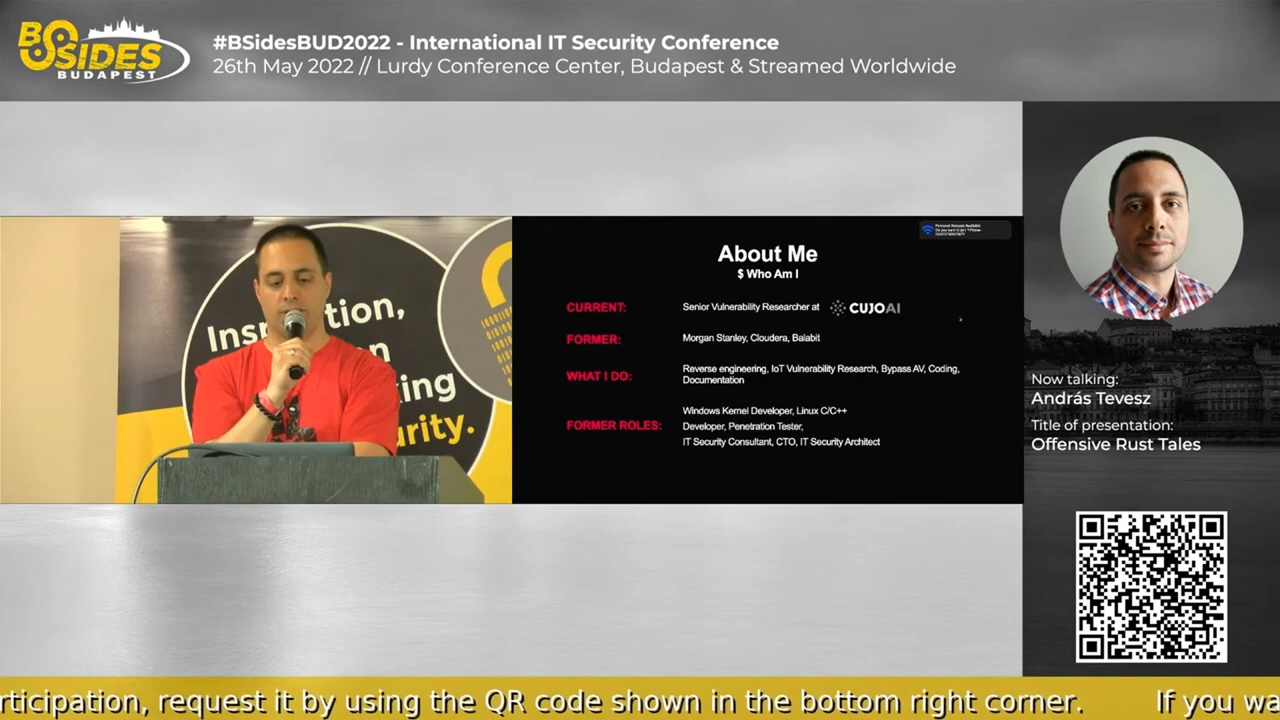 BSIDES
BUDAPEST
#BSidesBUD2022 - International IT Security Conference
26th May 2022 // Lurdy Conference Center, Budapest & Streamed Worldwide
About Me
$ Who Am I
CURRENT: Senior Vulnerability Researcher at CUJOAI
FORMER: Morgan Stanley, Cloudera, Balabit
WHAT I DO: Reverse engineering, IoT Vulnerability Research, Bypass AV, Coding,
Documentation
FORMER ROLES: Windows Kernel Developer, Linux C/C++
Developer, Penetration Tester,
IT Security Consultant, CTO, IT Security Architect
Now talking:
András Tevesz
Title of presentation:
Offensive Rust Tales
rticipation, request it by using the QR code shown in the bottom right corner. If you wa